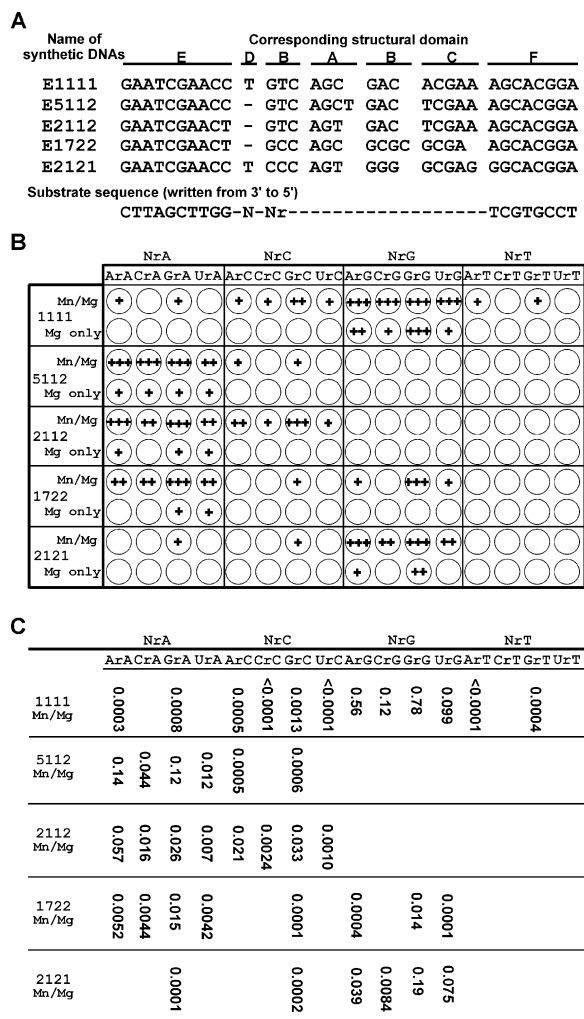 A
Name of synthetic DNAs
Corresponding structural domain
E D B A B C F
E1111 GAATCGAACC T GTC AGC GAC ACGAA AGCACGGA
E5112 GAATCGAACC - GTC AGCT GAC TCGAA AGCACGGA
E2112 GAATCGAACT - GCC AGT GAC TCGAA AGCACGGA
E1722 GAATCGAACT - GCC AGC GCGC GCGA AGCACGGA
E2121 GAATCGAACC T CCC AGT GGG GCGAG GGCACGGA
Substrate sequence (written from 3' to 5')
CTTAGCTTGG-N-Nr--------------TCGTGCCT
B
NrA NrC NrG NrT
ArA CrA GrA UrA ArC CrC GrC UrC ArG CrG GrG UrG ArT CrT GrT UrT
1111
Mn/Mg + + + + ++ + +++ +++ +++ +++ + +
Mg only ++ + +++ +
5112
Mn/Mg +++ +++ +++ ++ + +
Mg only + + + +
2112
Mn/Mg +++ ++ +++ ++ ++ + +++ +
Mg only + + +
1722
Mn/Mg ++ ++ +++ ++ + + +++ +
Mg only + +
2121
Mn/Mg + + +++ ++ +++ ++
Mg only + ++
C
NrA NrC NrG NrT
ArA CrA GrA UrA ArC CrC GrC UrC ArG CrG GrG UrG ArT CrT GrT UrT
1111 Mn/Mg 0.0003 0.0008 0.0005 <0.0001 0.0013 <0.0001 0.56 0.12 0.78 0.099 <0.0001 0.0004
5112 Mn/Mg 0.14 0.044 0.12 0.012 0.0005 0.0006
2112 Mn/Mg 0.057 0.016 0.026 0.007 0.021 0.0024 0.033 0.0010
1722 Mn/Mg 0.0052 0.0044 0.015 0.0042 0.0001 0.0004 0.014 0.0001
2121 Mn/Mg 0.0001 0.0002 0.039 0.0084 0.19 0.075